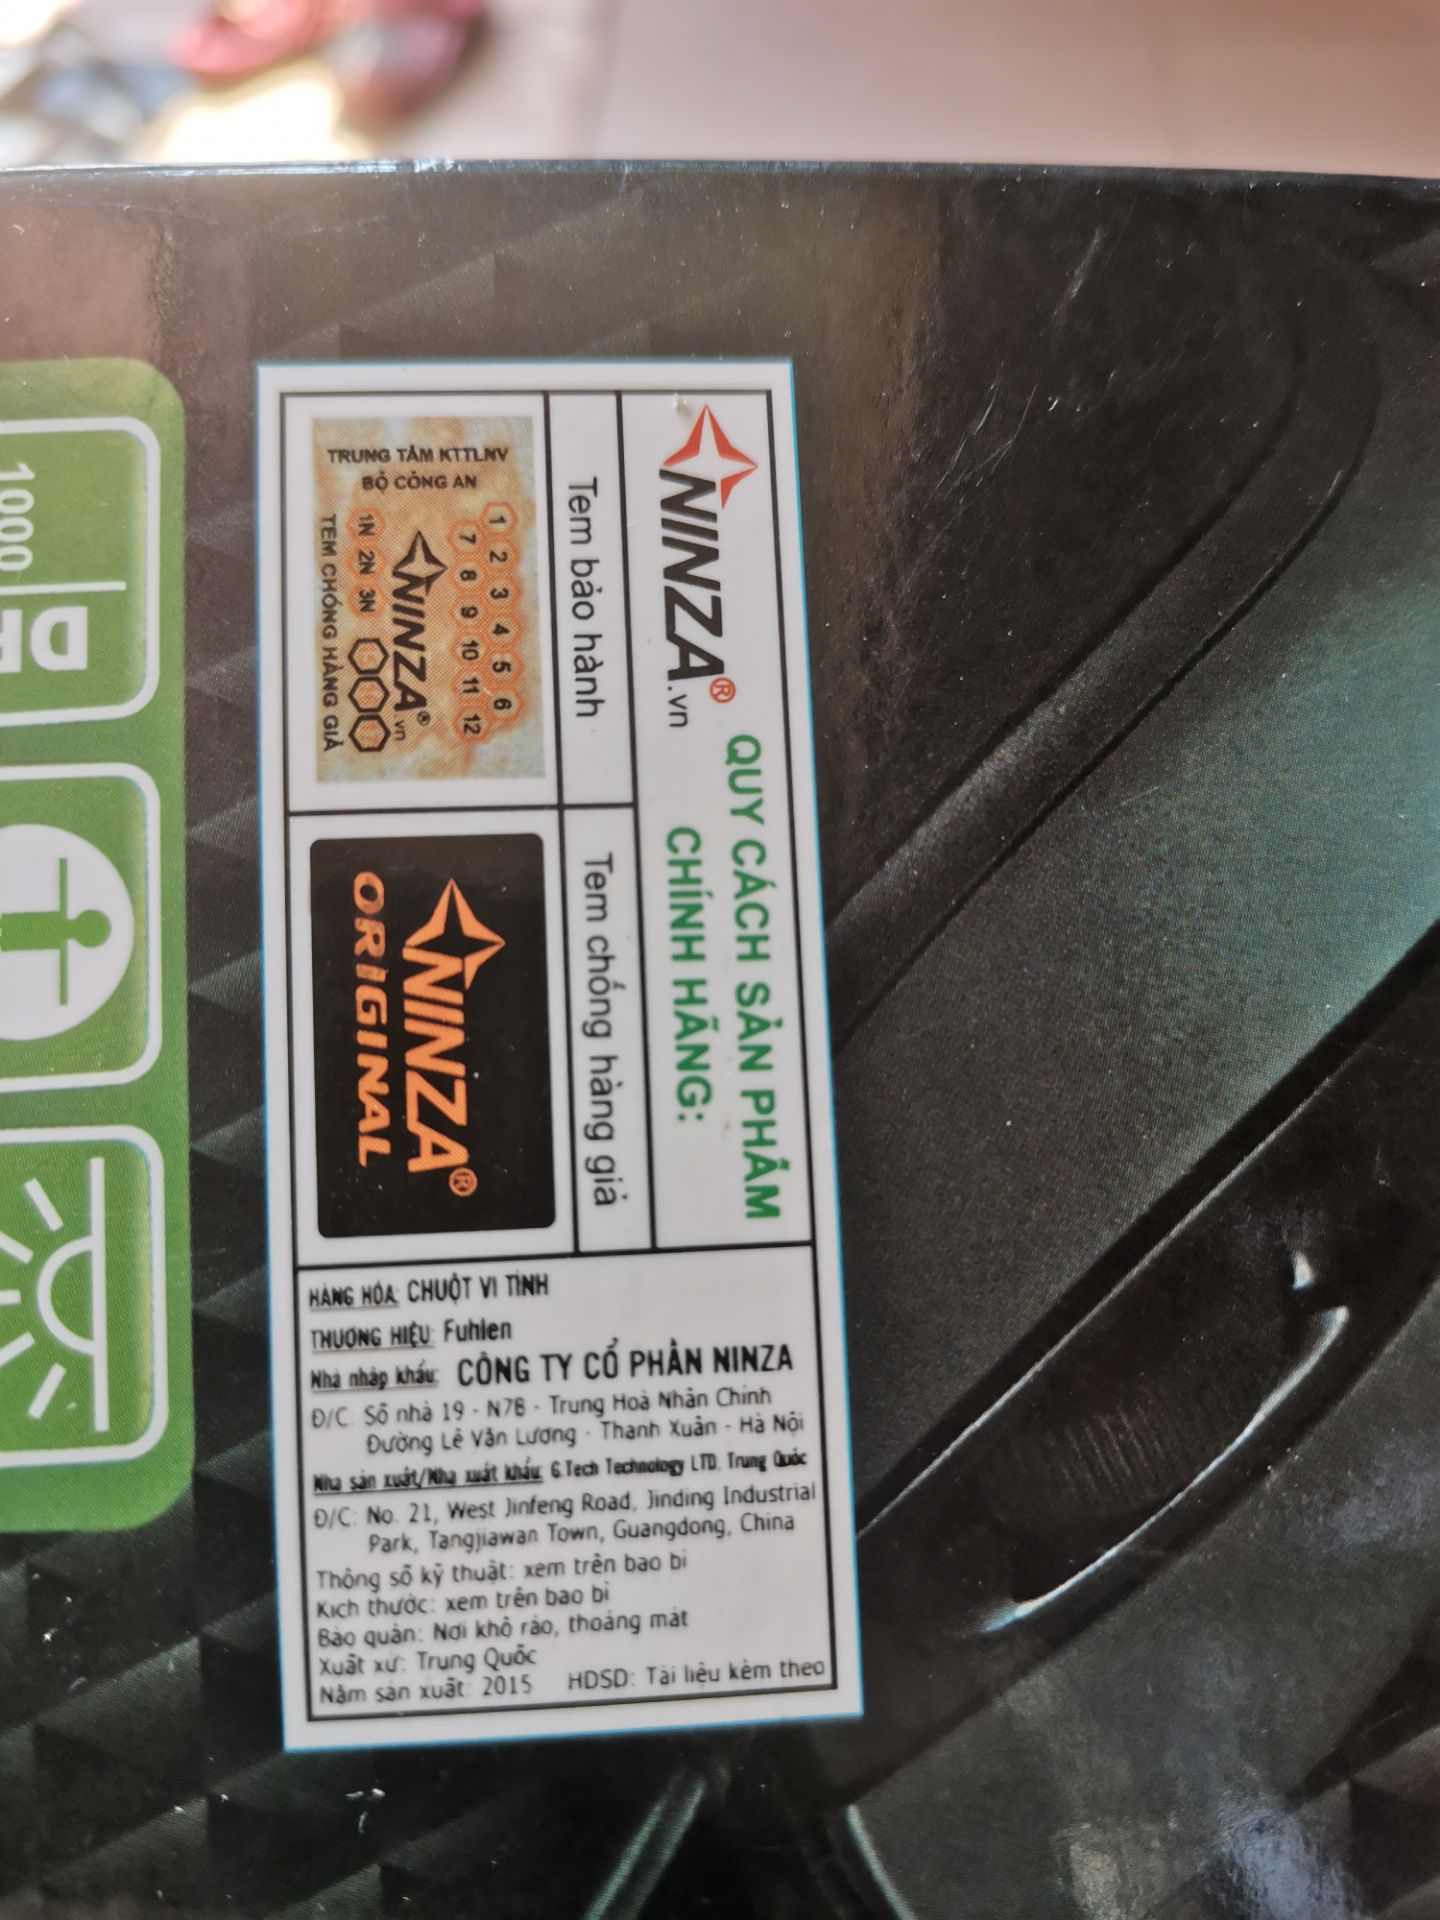 NINZA®.vn
QUY CÁCH SẢN PHẨM
CHÍNH HÃNG:
Tem bảo hành
Tem chống hàng giả
TRUNG TÂM KTTLNV
BỘ CÔNG AN
1 2 3 4 5 6
7 8 9 10 11 12
NINZA®.vn
1N 2N 3N
TEM CHỐNG HÀNG GIẢ
NINZA®
ORIGINAL
HÀNG HÓA: CHUỘT VI TÍNH
THƯƠNG HIỆU: Fuhlen
Nhà nhập khẩu: CÔNG TY CỔ PHẦN NINZA
Đ/C: Số nhà 19 - N7B - Trung Hoà Nhân Chính
Đường Lê Văn Lương - Thanh Xuân - Hà Nội
Nhà sản xuất/Nhà xuất khẩu: G.Tech Technology LTD. Trung Quốc
Đ/C: No. 21, West Jinfeng Road, Jinding Industrial
Park, Tangjiawan Town, Guangdong, China
Thông số kỹ thuật: xem trên bao bì
Kích thước: xem trên bao bì
Bảo quản: Nơi khô ráo, thoáng mát
Xuất xứ: Trung Quốc
Năm sản xuất: 2015 HDSD: Tài liệu kèm theo
1000